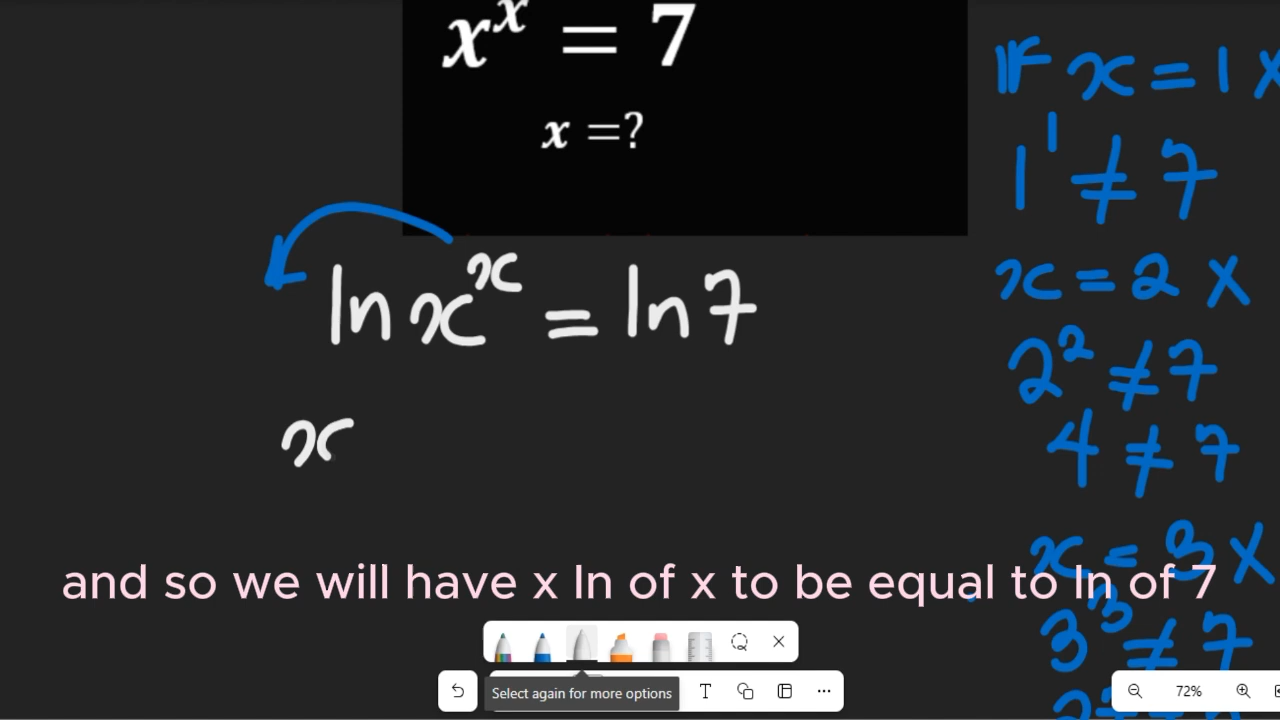 x^x = 7
x =?
ln x^x = ln 7
x
IF x = 1 X
1^1 ≠ 7
x = 2 X
2^2 ≠ 7
4 ≠ 7
x = 3 X
3^3 ≠ 7
and so we will have x ln of x to be equal to ln of 7
Select again for more options
T
72%